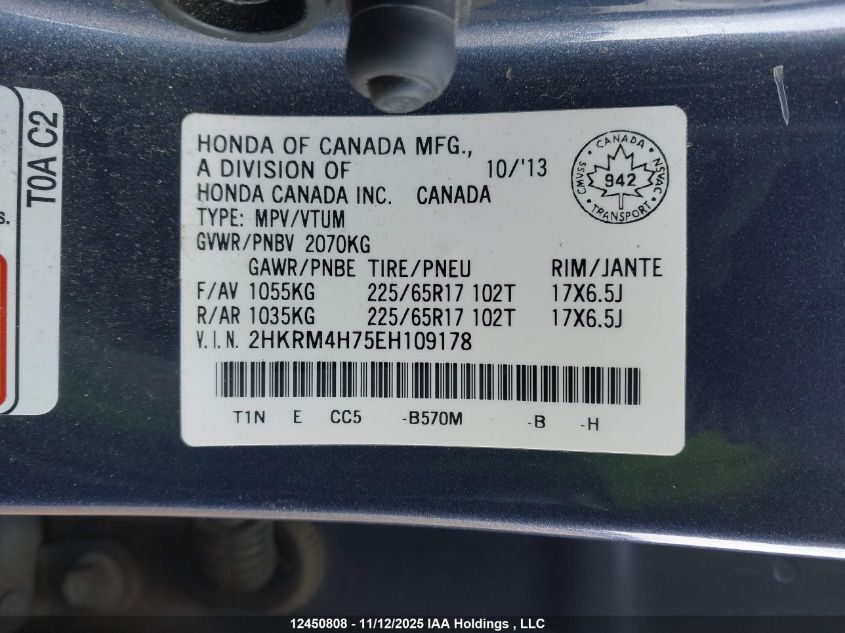 HONDA OF CANADA MFG.,
A DIVISION OF 10/'13
HONDA CANADA INC. CANADA
TYPE: MPV/VTUM
GVWR/PNBV 2070KG
GAWR/PNBE TIRE/PNEU RIM/JANTE
F/AV 1055KG 225/65R17 102T 17X6.5J
R/AR 1035KG 225/65R17 102T 17X6.5J
V.I.N. 2HKRM4H75EH109178
T1N E CC5 -B570M -B -H
CANADA
CMVSS 942 NSVAC
TRANSPORT
T0A C2
s.
12450808 - 11/12/2025 IAA Holdings , LLC